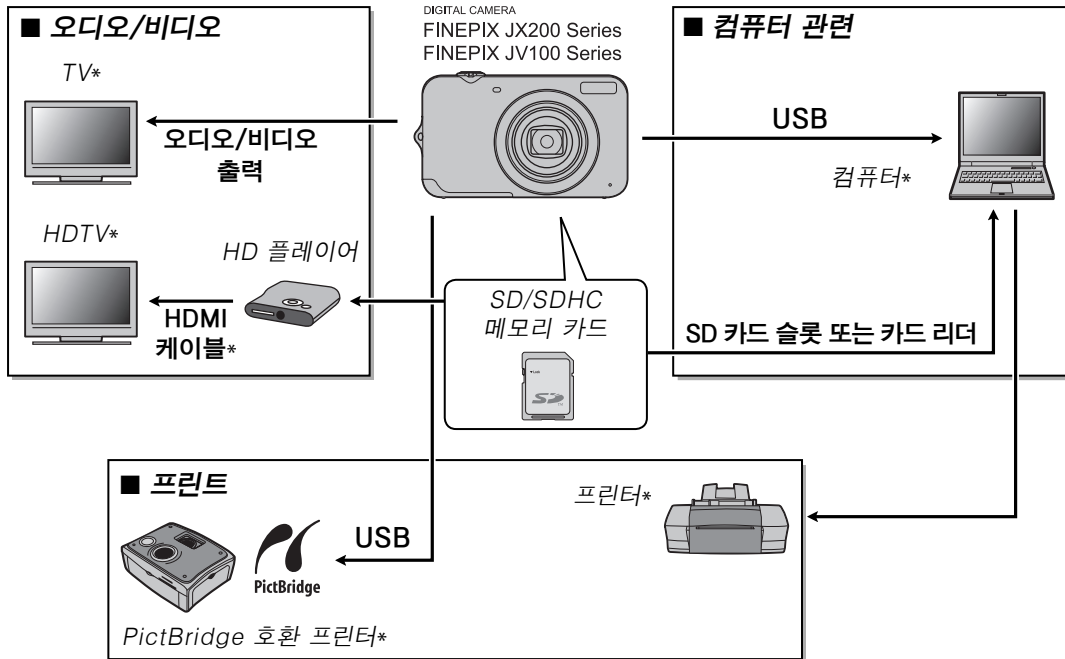 ■ 오디오/비디오
TV*
오디오/비디오
출력
HDTV*
HD 플레이어
HDMI
케이블*
DIGITAL CAMERA
FINEPIX JX200 Series
FINEPIX JV100 Series
SD/SDHC
메모리 카드
SD
■ 컴퓨터 관련
USB
컴퓨터*
SD 카드 슬롯 또는 카드 리더
■ 프린트
프린터*
USB
PictBridge
PictBridge 호환 프린터*